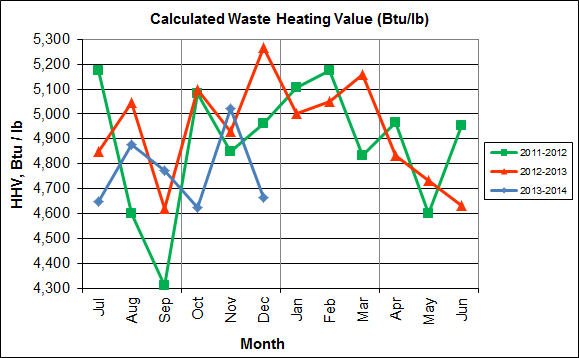 Calculated Waste Heating Value (Btu/lb)
HHV, Btu / lb
5,300
5,200
5,100
5,000
4,900
4,800
4,700
4,600
4,500
4,400
4,300
Jul
Aug
Sep
Oct
Nov
Dec
Jan
Feb
Mar
Apr
May
Jun
Month
2011-2012
2012-2013
2013-2014